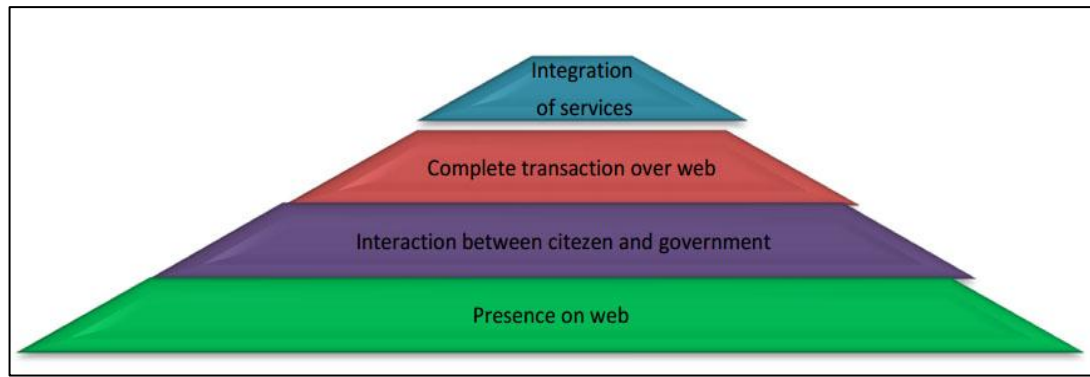 Integration
of services
Complete transaction over web
Interaction between citezen and government
Presence on web